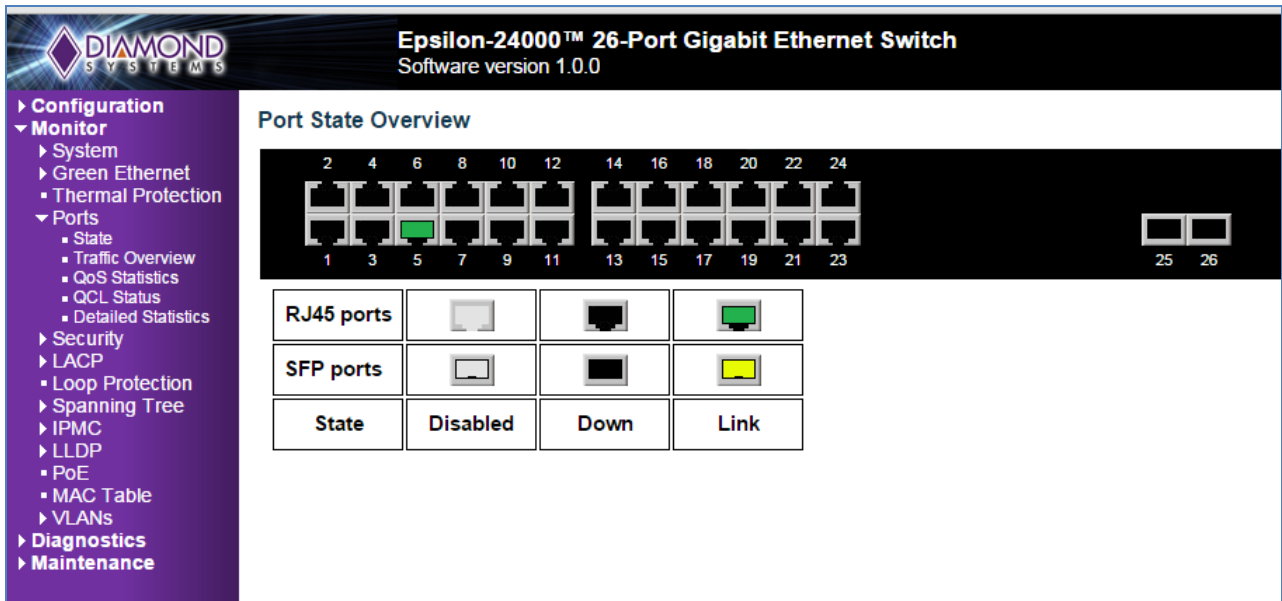 DIAMOND
SYSTEMS
Epsilon-24000™ 26-Port Gigabit Ethernet Switch
Software version 1.0.0
Configuration
Monitor
System
Green Ethernet
Thermal Protection
Ports
State
Traffic Overview
QoS Statistics
QCL Status
Detailed Statistics
Security
LACP
Loop Protection
Spanning Tree
IPMC
LLDP
PoE
MAC Table
VLANs
Diagnostics
Maintenance
Port State Overview
2 4 6 8 10 12 14 16 18 20 22 24
1 3 5 7 9 11 13 15 17 19 21 23 25 26
RJ45 ports
SFP ports
State Disabled Down Link